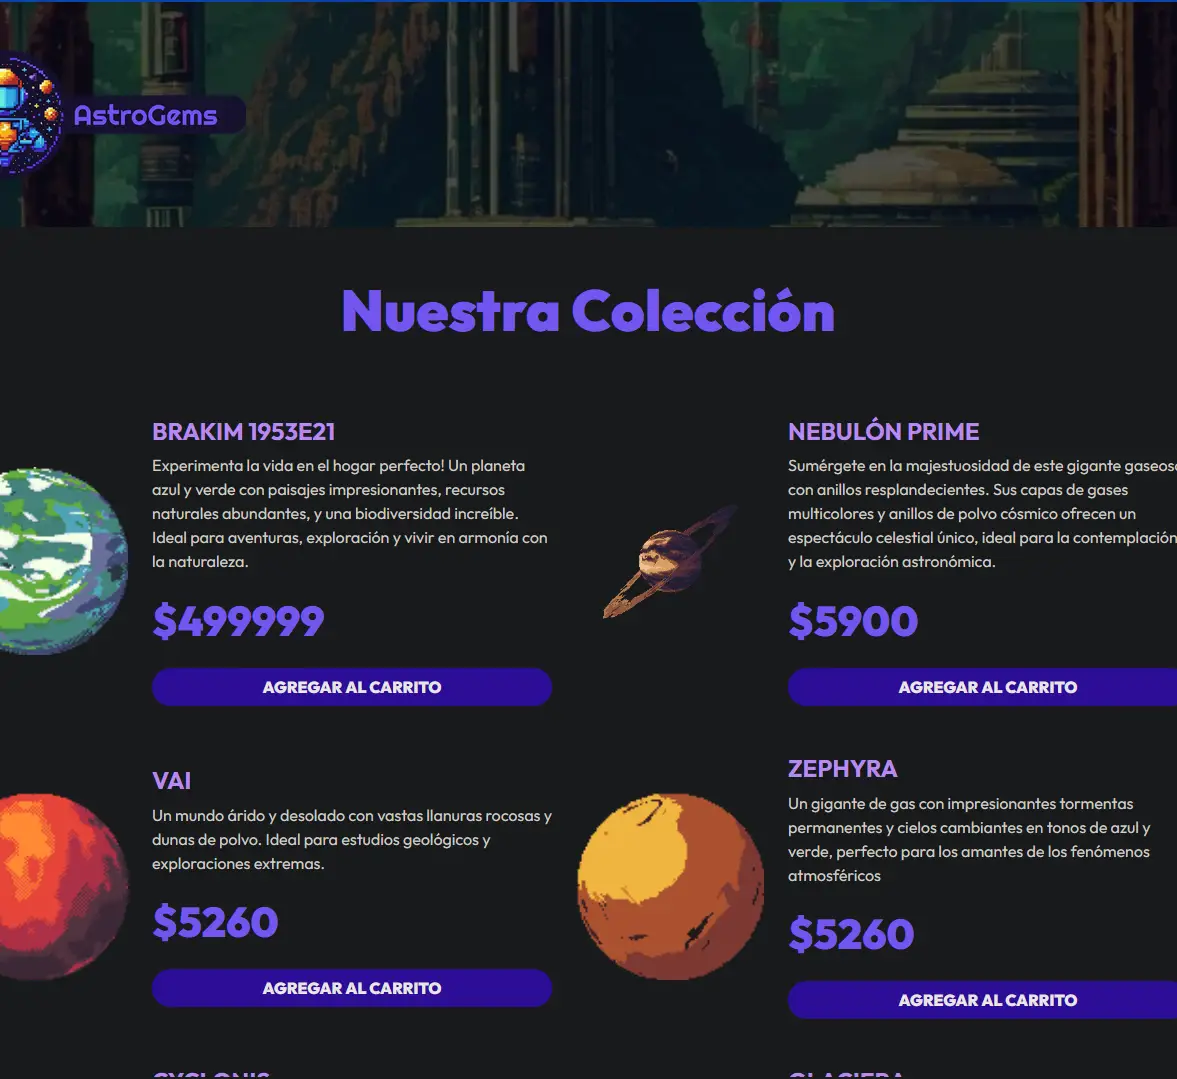 AstroGems
Nuestra Colección
BRAKIM 1953E21
Experimenta la vida en el hogar perfecto! Un planeta
azul y verde con paisajes impresionantes, recursos
naturales abundantes, y una biodiversidad increíble.
Ideal para aventuras, exploración y vivir en armonía con
la naturaleza.
$499999
AGREGAR AL CARRITO
NEBULÓN PRIME
Sumérgete en la majestuosidad de este gigante gaseoso
con anillos resplandecientes. Sus capas de gases
multicolores y anillos de polvo cósmico ofrecen un
espectáculo celestial único, ideal para la contemplación
y la exploración astronómica.
$5900
AGREGAR AL CARRITO
VAI
Un mundo árido y desolado con vastas llanuras rocosas y
dunas de polvo. Ideal para estudios geológicos y
exploraciones extremas.
$5260
AGREGAR AL CARRITO
ZEPHYRA
Un gigante de gas con impresionantes tormentas
permanentes y cielos cambiantes en tonos de azul y
verde, perfecto para los amantes de los fenómenos
atmosféricos
$5260
AGREGAR AL CARRITO